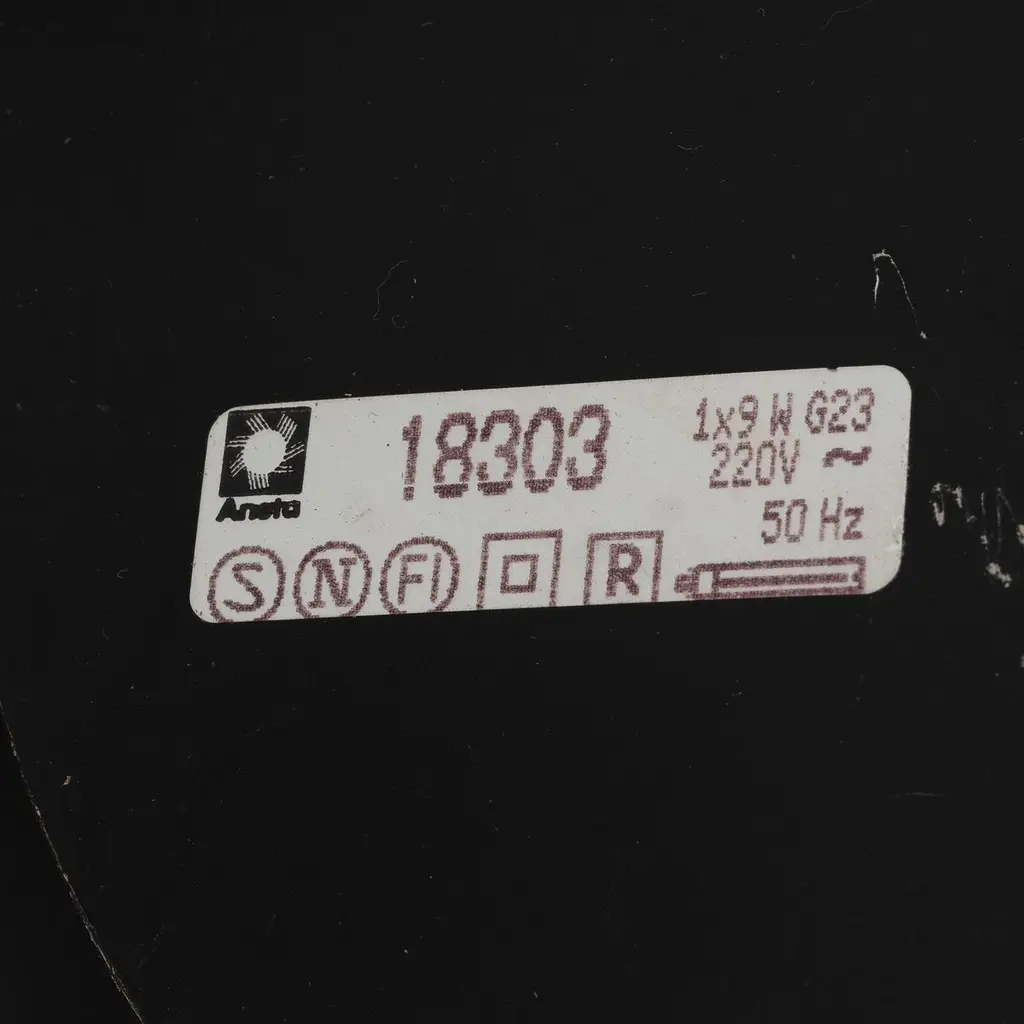 18303
1x9 W G23
220V ~
50 Hz
Aneta
S N FI R